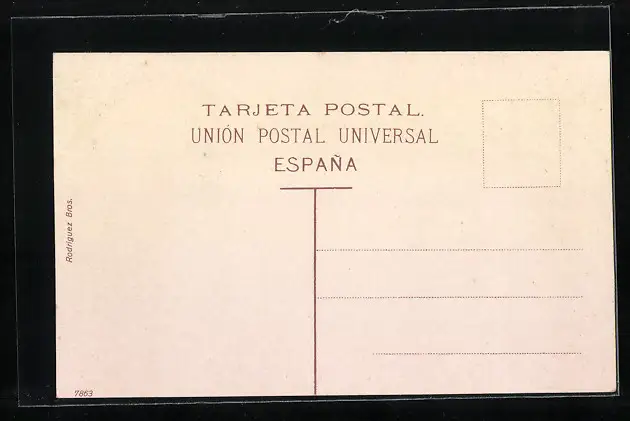 TARJETA POSTAL.
UNIÓN POSTAL UNIVERSAL
ESPAÑA
Rodriguez Bros.
7863